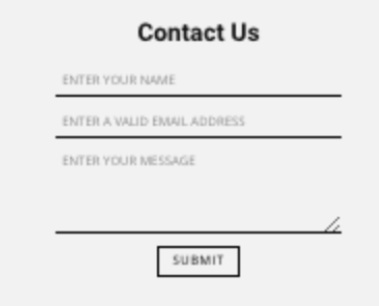 Contact Us
ENTER YOUR NAME
ENTER A VALID EMAIL ADDRESS
ENTER YOUR MESSAGE
SUBMIT